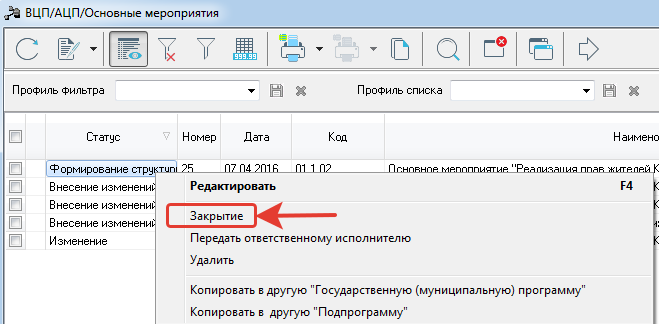 ВЦП/АЦП/Основные мероприятия
Профиль фильтра Профиль списка
Статус Номер Дата Код Наимено
Формирование структур 25 07.04.2016 01.1.02 Основное мероприятие "Реализация прав жителей К
Внесение изменений
Внесение изменений
Внесение изменений
Изменение
Редактировать F4
Закрытие
Передать ответственному исполнителю
Удалить
Копировать в другую "Государственную (муниципальную) программу"
Копировать в другую "Подпрограмму"